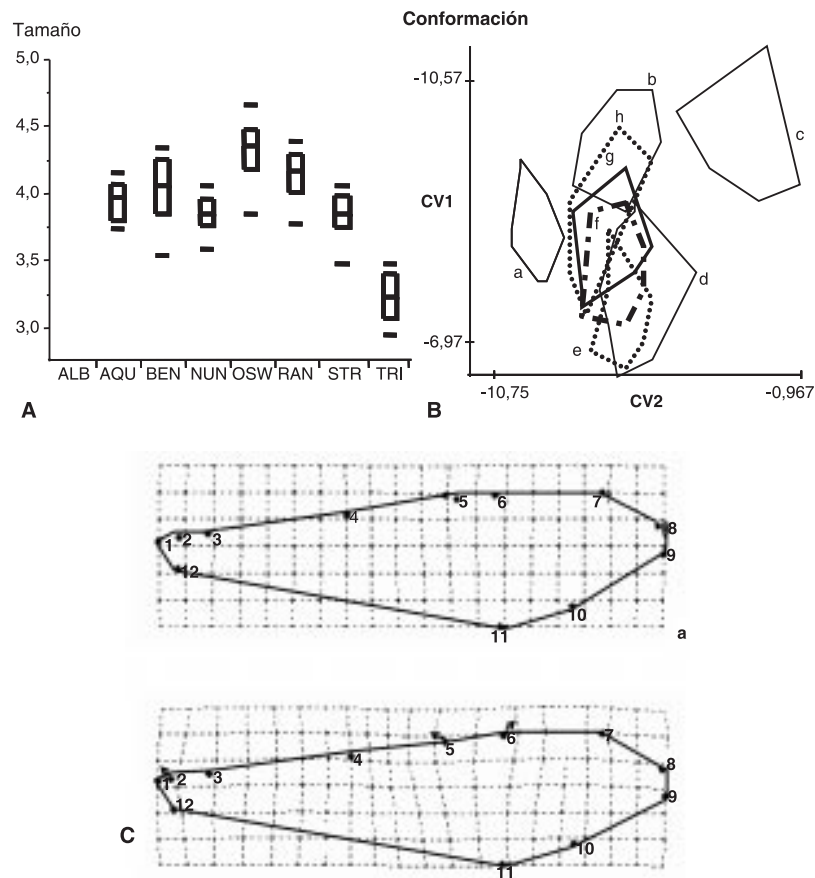 Tamaño
5,0
4,5
4,0
3,5
3,0
ALB AQU BEN NUN OSW RAN STR TRI
A
Conformación
-10,57
CV1
-6,97
-10,75 CV2 -0,967
B
a
b
c
d
e
f
g
h
1 2 3 4 5 6 7 8 9 10 11 12
a
1 2 3 4 5 6 7 8 9 10 11 12
C